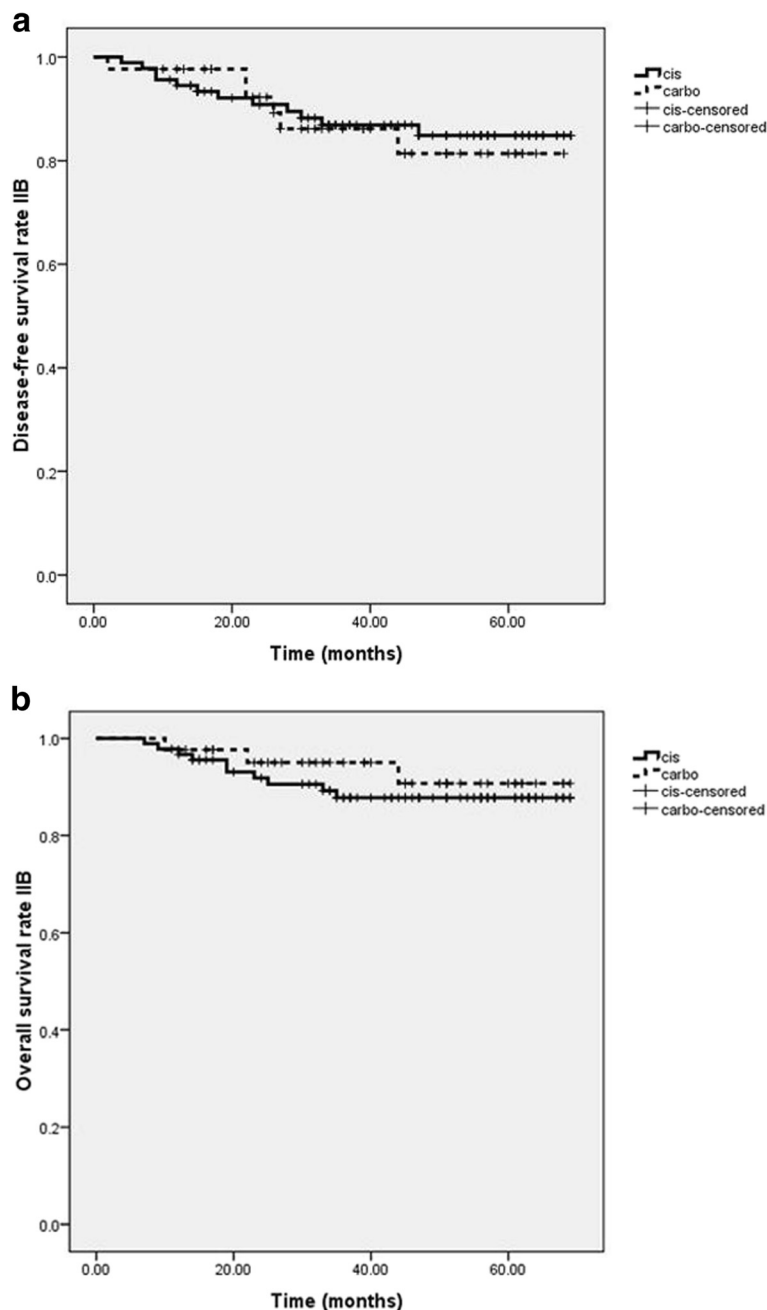 a
1.0
0.8
0.6
0.4
0.2
0.0
Disease-free survival rate IIB
0.00 20.00 40.00 60.00
Time (months)
cis
carbo
cis-censored
carbo-censored
b
1.0
0.8
0.6
0.4
0.2
0.0
Overall survival rate IIB
0.00 20.00 40.00 60.00
Time (months)
cis
carbo
cis-censored
carbo-censored